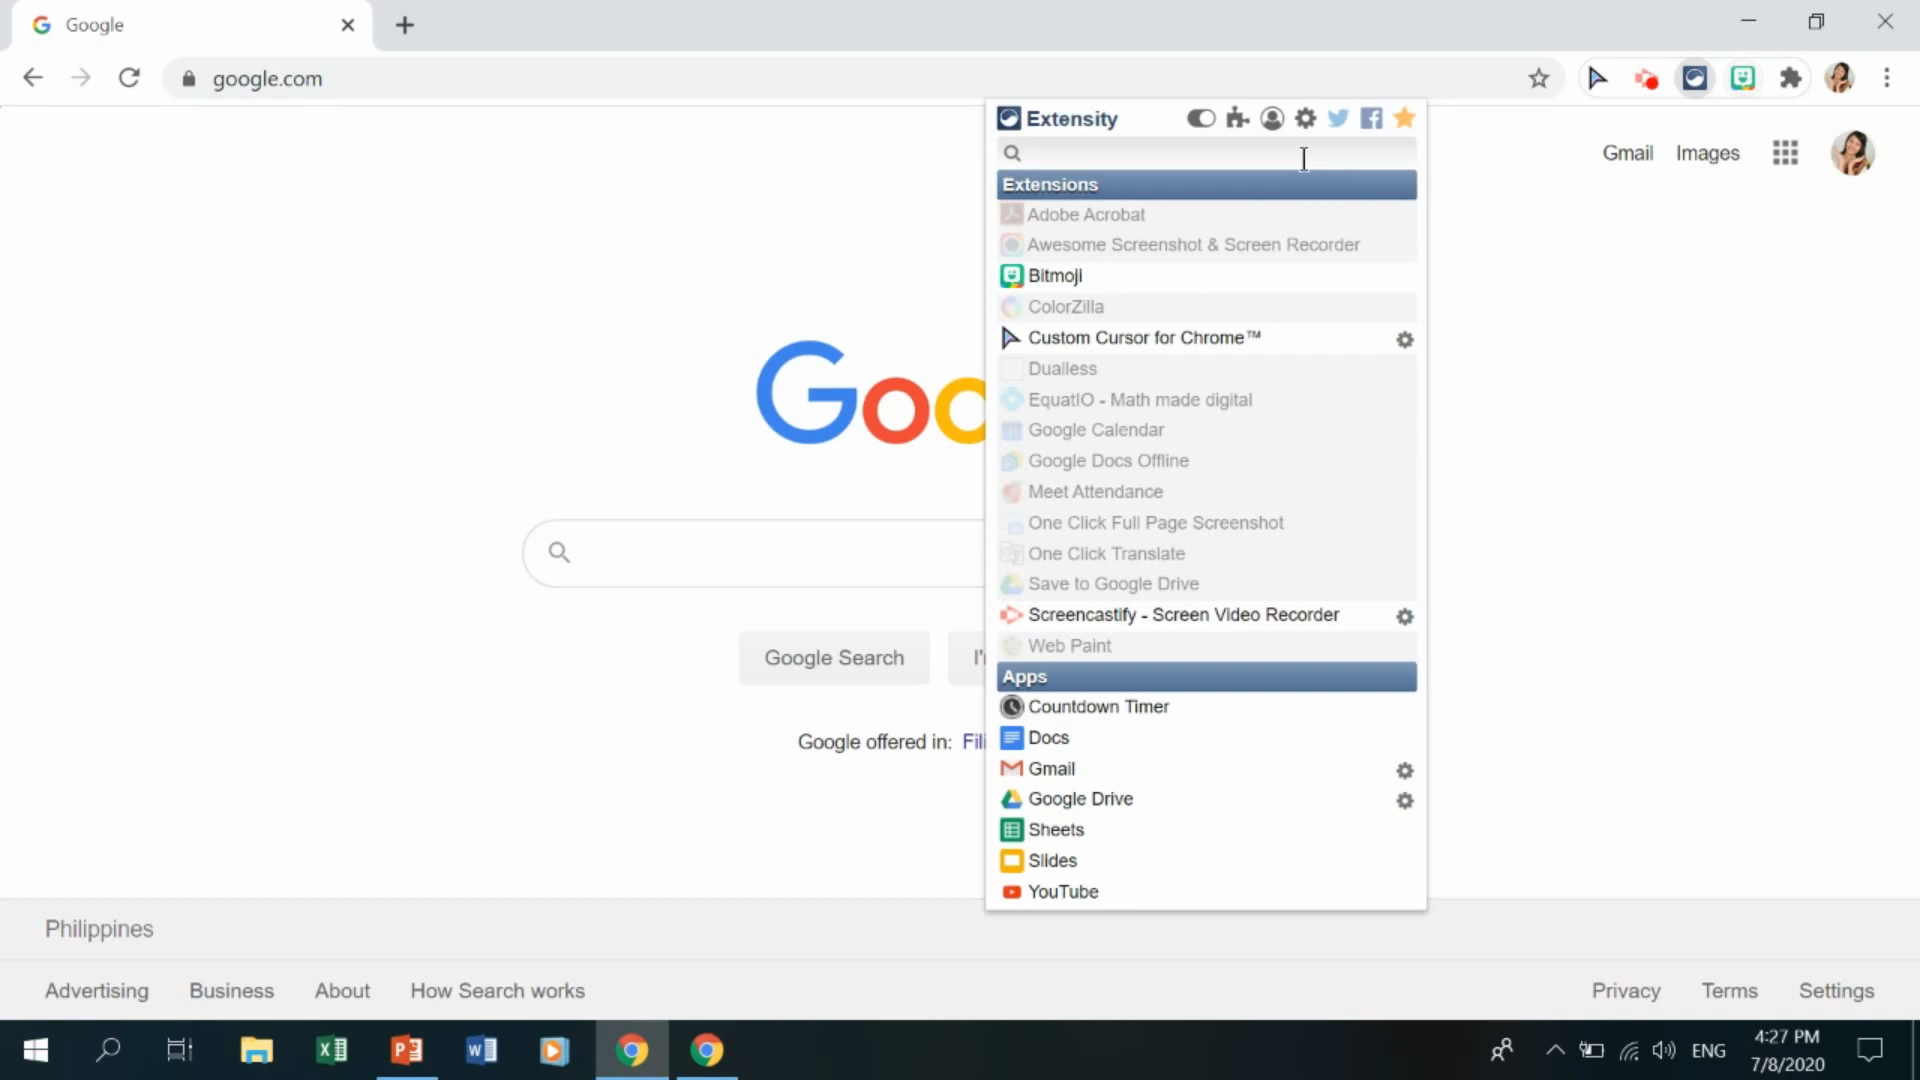 Google
google.com
Extensity
Gmail Images
Extensions
Adobe Acrobat
Awesome Screenshot & Screen Recorder
Bitmoji
ColorZilla
Custom Cursor for Chrome™
Dualless
EquatIO - Math made digital
Google Calendar
Google Docs Offline
Meet Attendance
One Click Full Page Screenshot
One Click Translate
Save to Google Drive
Screencastify - Screen Video Recorder
Web Paint
Apps
Countdown Timer
Docs
Gmail
Google Drive
Sheets
Slides
YouTube
Goo
Google Search I'
Google offered in: Fili
Philippines
Advertising Business About How Search works Privacy Terms Settings
ENG
4:27 PM
7/8/2020